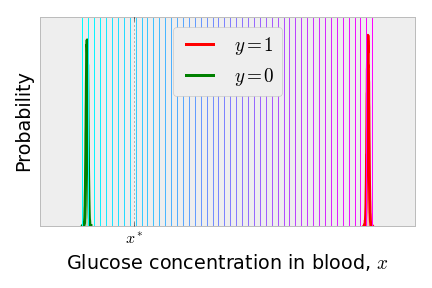 Probability
y = 1
y = 0
x*
Glucose concentration in blood, x